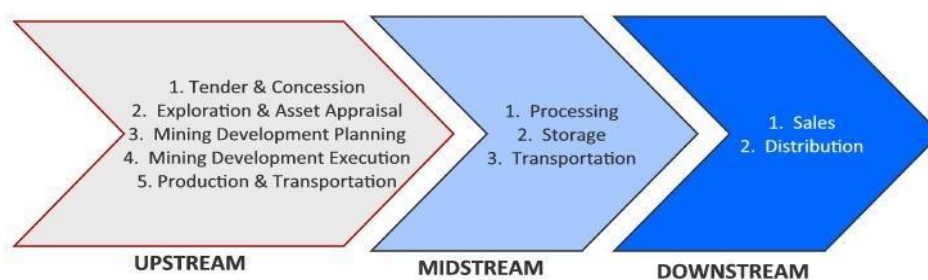 1. Tender & Concession
2. Exploration & Asset Appraisal
3. Mining Development Planning
4. Mining Development Execution
5. Production & Transportation
UPSTREAM
1. Processing
2. Storage
3. Transportation
MIDSTREAM
1. Sales
2. Distribution
DOWNSTREAM